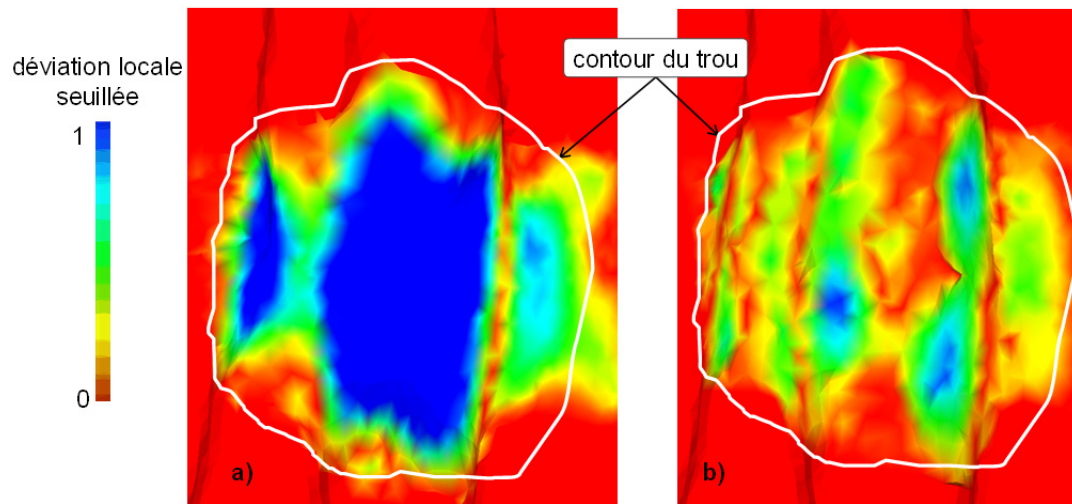 déviation locale
seuillée
1
0
contour du trou
a)
b)